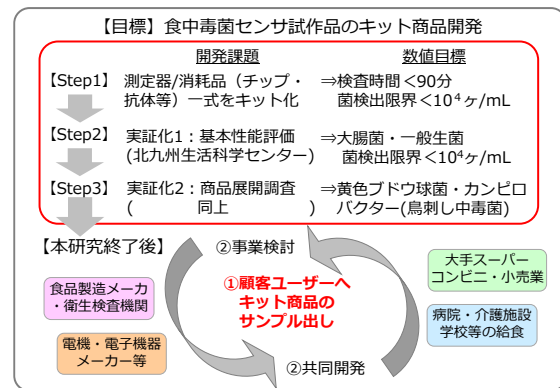 【目標】食中毒菌センサ試作品のキット商品開発
開発課題 数値目標
【Step1】 測定器/消耗品（チップ・ ⇒検査時間＜90分
抗体等）一式をキット化 菌検出限界＜10⁴ヶ/mL
【Step2】 実証化1：基本性能評価 ⇒大腸菌・一般生菌
(北九州生活科学センター) 菌検出限界＜10⁴ヶ/mL
【Step3】 実証化2：商品展開調査 ⇒黄色ブドウ球菌・カンピロ
( 同上 ) バクター(鳥刺し中毒菌)
【本研究終了後】
②事業検討
大手スーパー
コンビニ・小売業
食品製造メーカ
・衛生検査機関
①顧客ユーザーへ
キット商品の
サンプル出し
病院・介護施設
学校等の給食
電機・電子機器
メーカー等
②共同開発